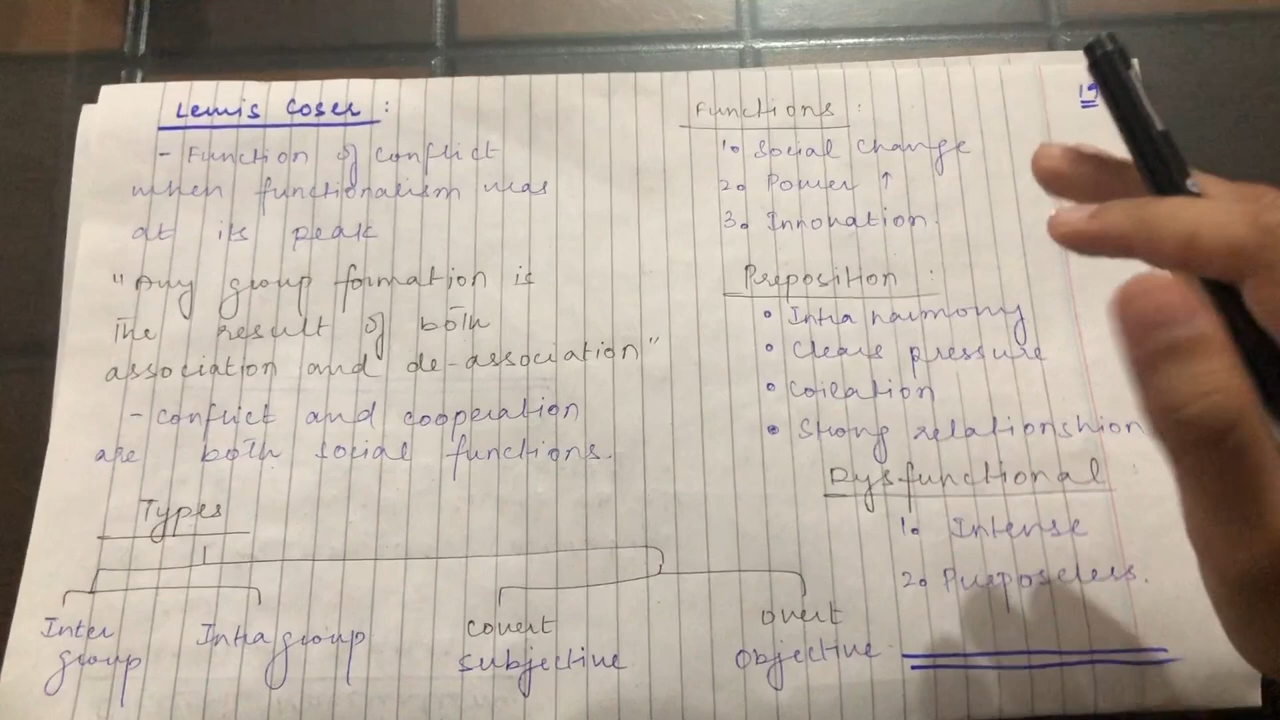 Lewis Coser :
- Function of conflict
when functionalism was
at its peak
"Any group formation is
the result of both
association and de-association"
- conflict and cooperation
are both social functions.
Types
Inter group
Intra group
Covert subjective
Overt objective
19
Functions :
1. Social change
2. Power ↑
3. Innovation.
Preposition :
• Intra harmony
• Clears pressure
• Coileation
• Strong relationship
Dysfunctional :
1. Intense
2. Purposeless.